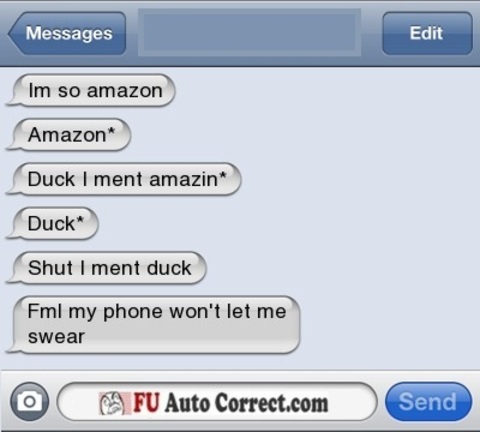 Messages
Edit
Im so amazon
Amazon*
Duck I ment amazin*
Duck*
Shut I ment duck
Fml my phone won't let me
swear
FU Auto Correct.com
Send